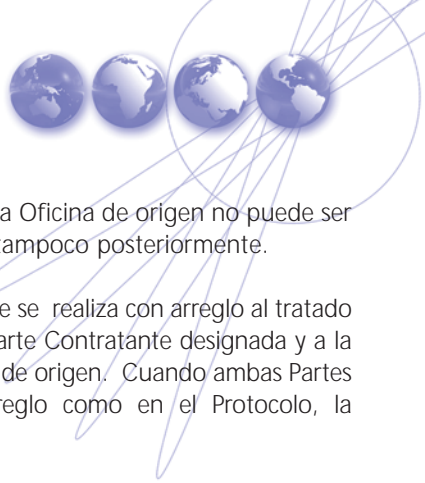 a Oficina de origen no puede ser
tampoco posteriormente.
e se realiza con arreglo al tratado
arte Contratante designada y a la
de origen. Cuando ambas Partes
reglo como en el Protocolo, la